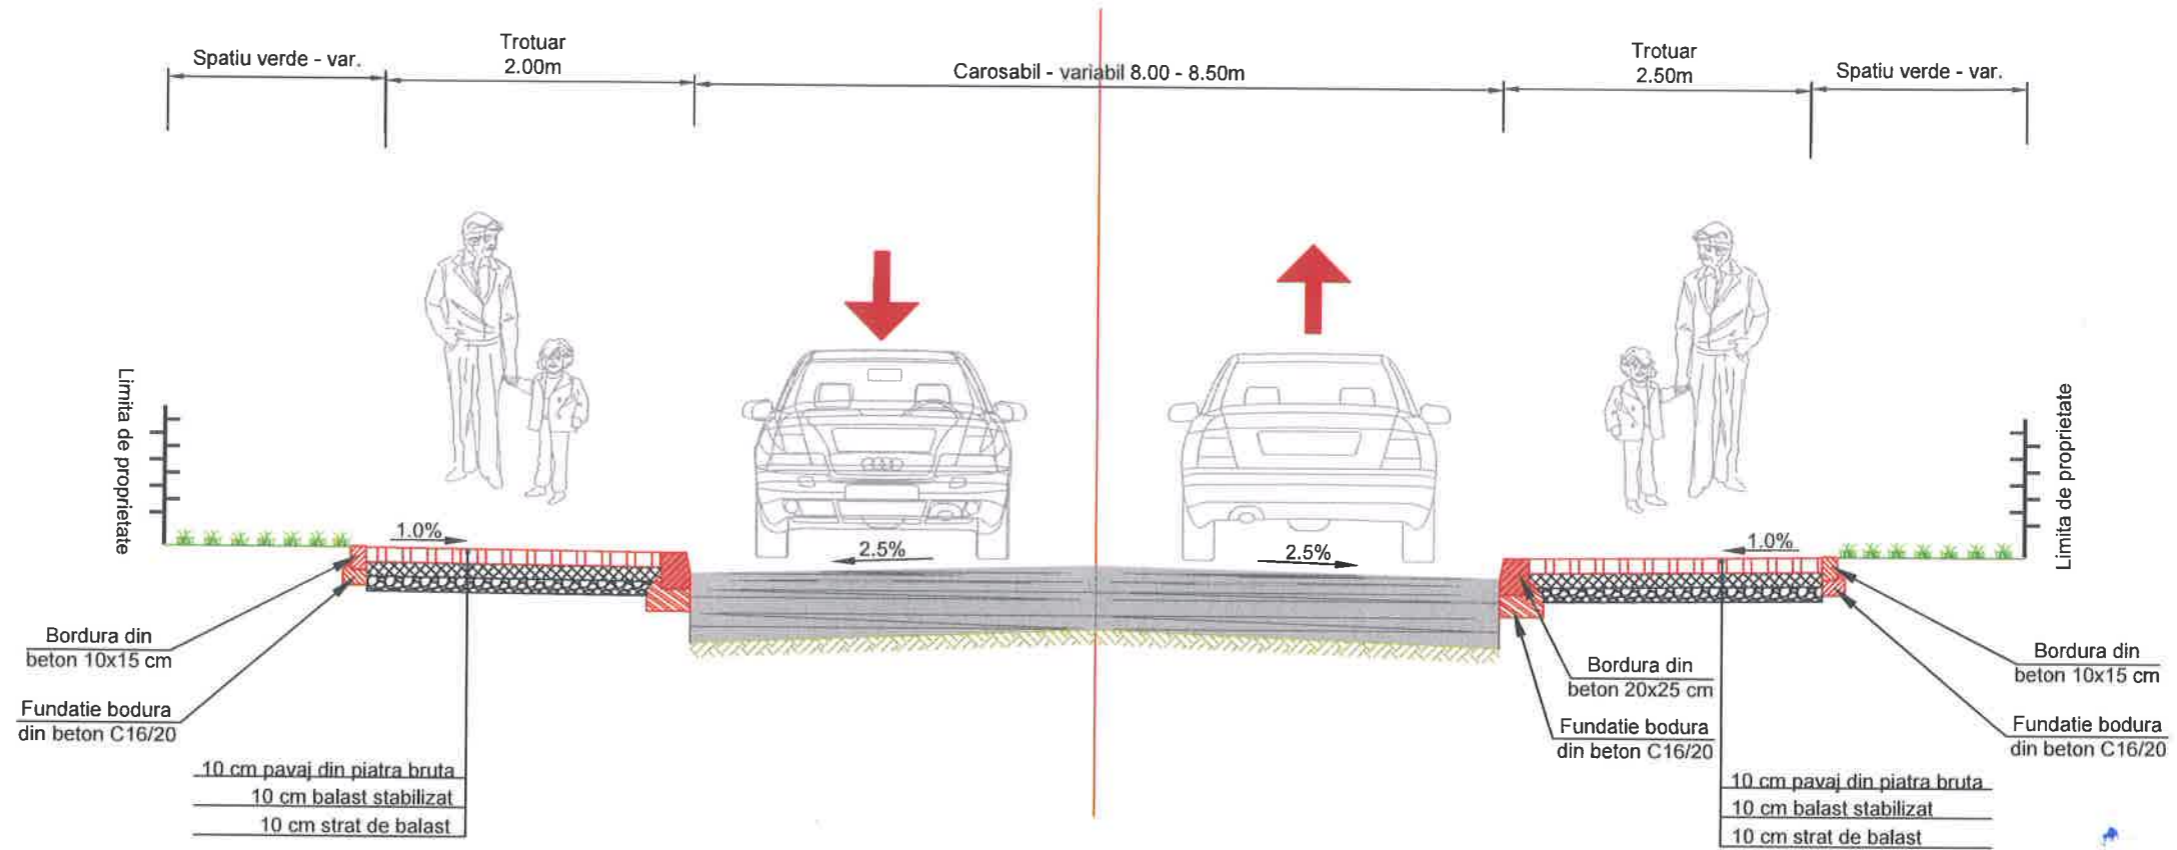 Spatiu verde - var.
Trotuar
2.00m
Carosabil - variabil 8.00 - 8.50m
Trotuar
2.50m
Spatiu verde - var.
Limita de proprietate
Limita de proprietate
1.0%
2.5%
2.5%
1.0%
Bordura din
beton 10x15 cm
Fundatie bodura
din beton C16/20
10 cm pavaj din piatra bruta
10 cm balast stabilizat
10 cm strat de balast
Bordura din
beton 20x25 cm
Fundatie bodura
din beton C16/20
Bordura din
beton 10x15 cm
Fundatie bodura
din beton C16/20
10 cm pavaj din piatra bruta
10 cm balast stabilizat
10 cm strat de balast